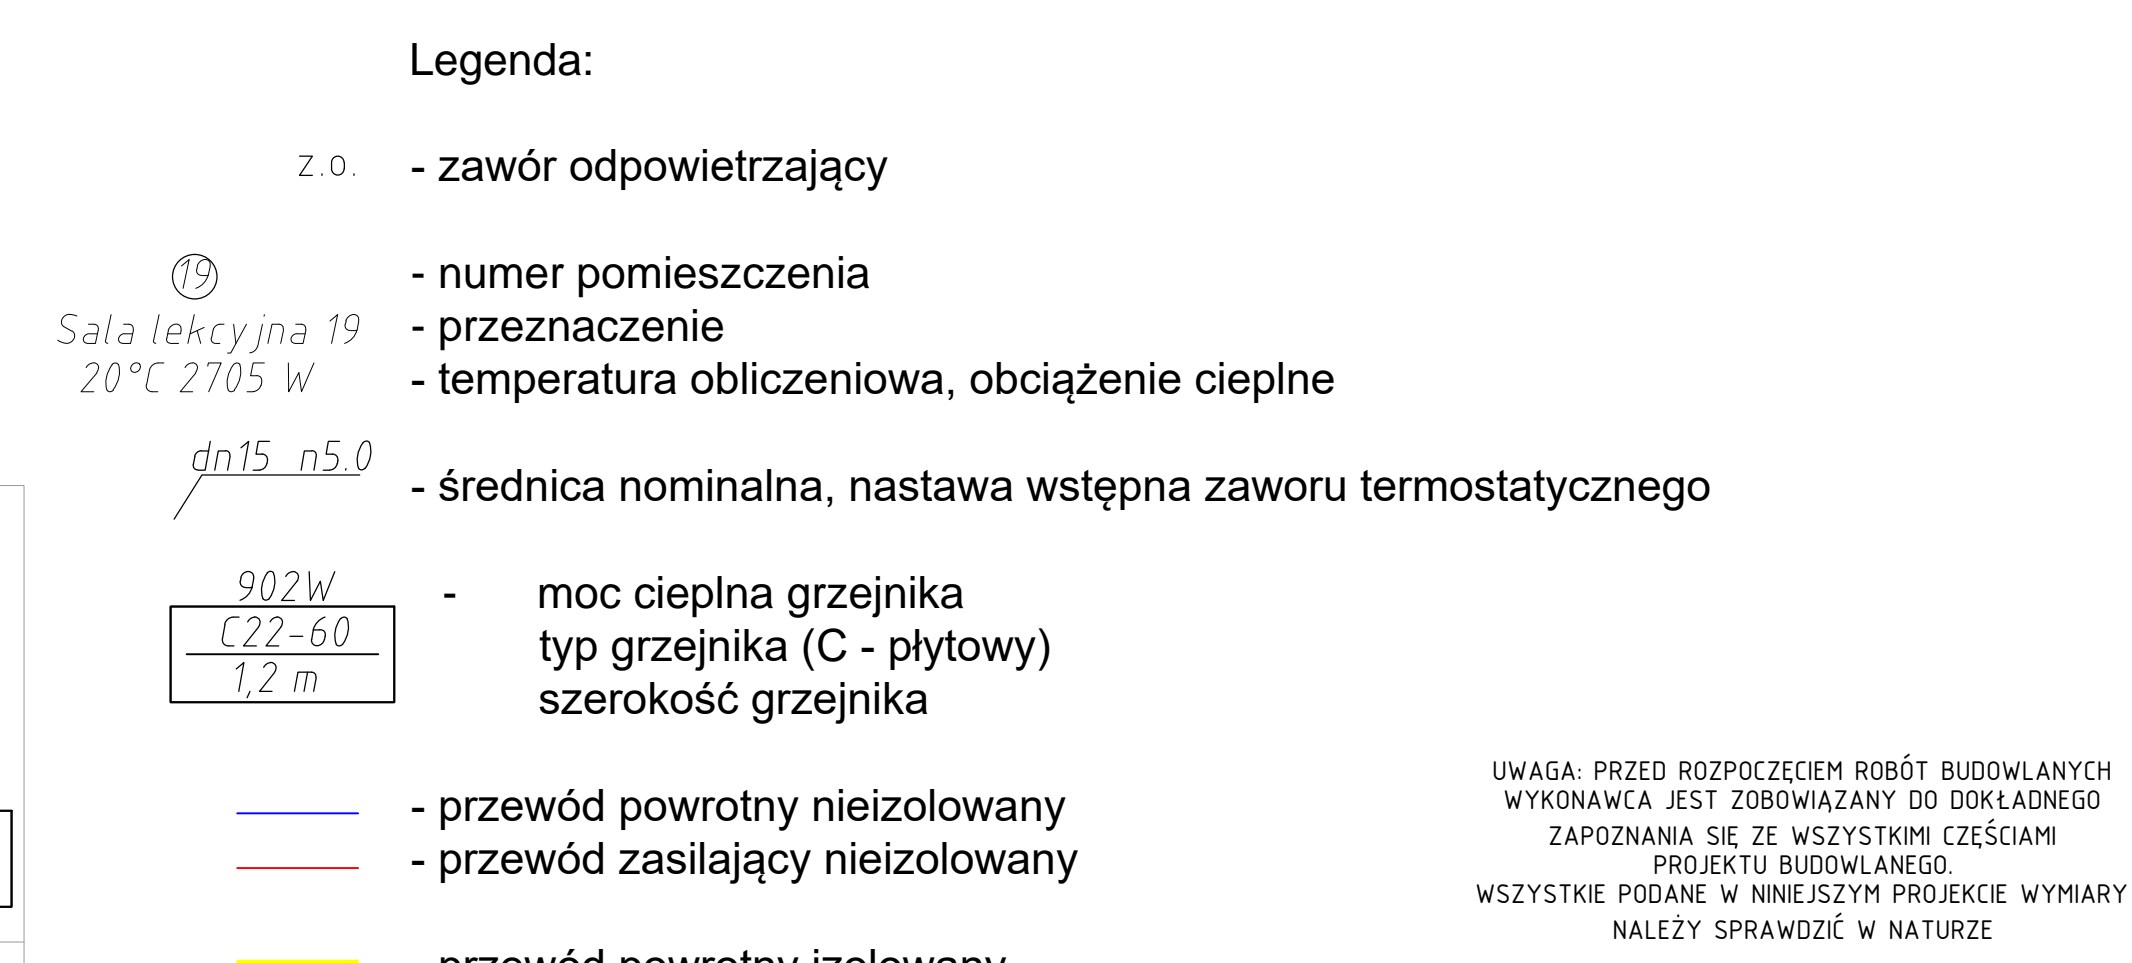 Legenda:
z.o. - zawór odpowietrzający
19 - numer pomieszczenia
Sala lekcyjna 19 - przeznaczenie
20°C 2705 W - temperatura obliczeniowa, obciążenie cieplne
dn15 n5.0 - średnica nominalna, nastawa wstępna zaworu termostatycznego
902W - moc cieplna grzejnika
C22-60 typ grzejnika (C - płytowy)
1,2 m szerokość grzejnika
- przewód powrotny nieizolowany
- przewód zasilający nieizolowany
- przewód powrotny izolowany
UWAGA: PRZED ROZPOCZĘCIEM ROBÓT BUDOWLANYCH
WYKONAWCA JEST ZOBOWIĄZANY DO DOKŁADNEGO
ZAPOZNANIA SIĘ ZE WSZYSTKIMI CZĘŚCIAMI
PROJEKTU BUDOWLANEGO.
WSZYSTKIE PODANE W NINIEJSZYM PROJEKCIE WYMIARY
NALEŻY SPRAWDZIĆ W NATURZE